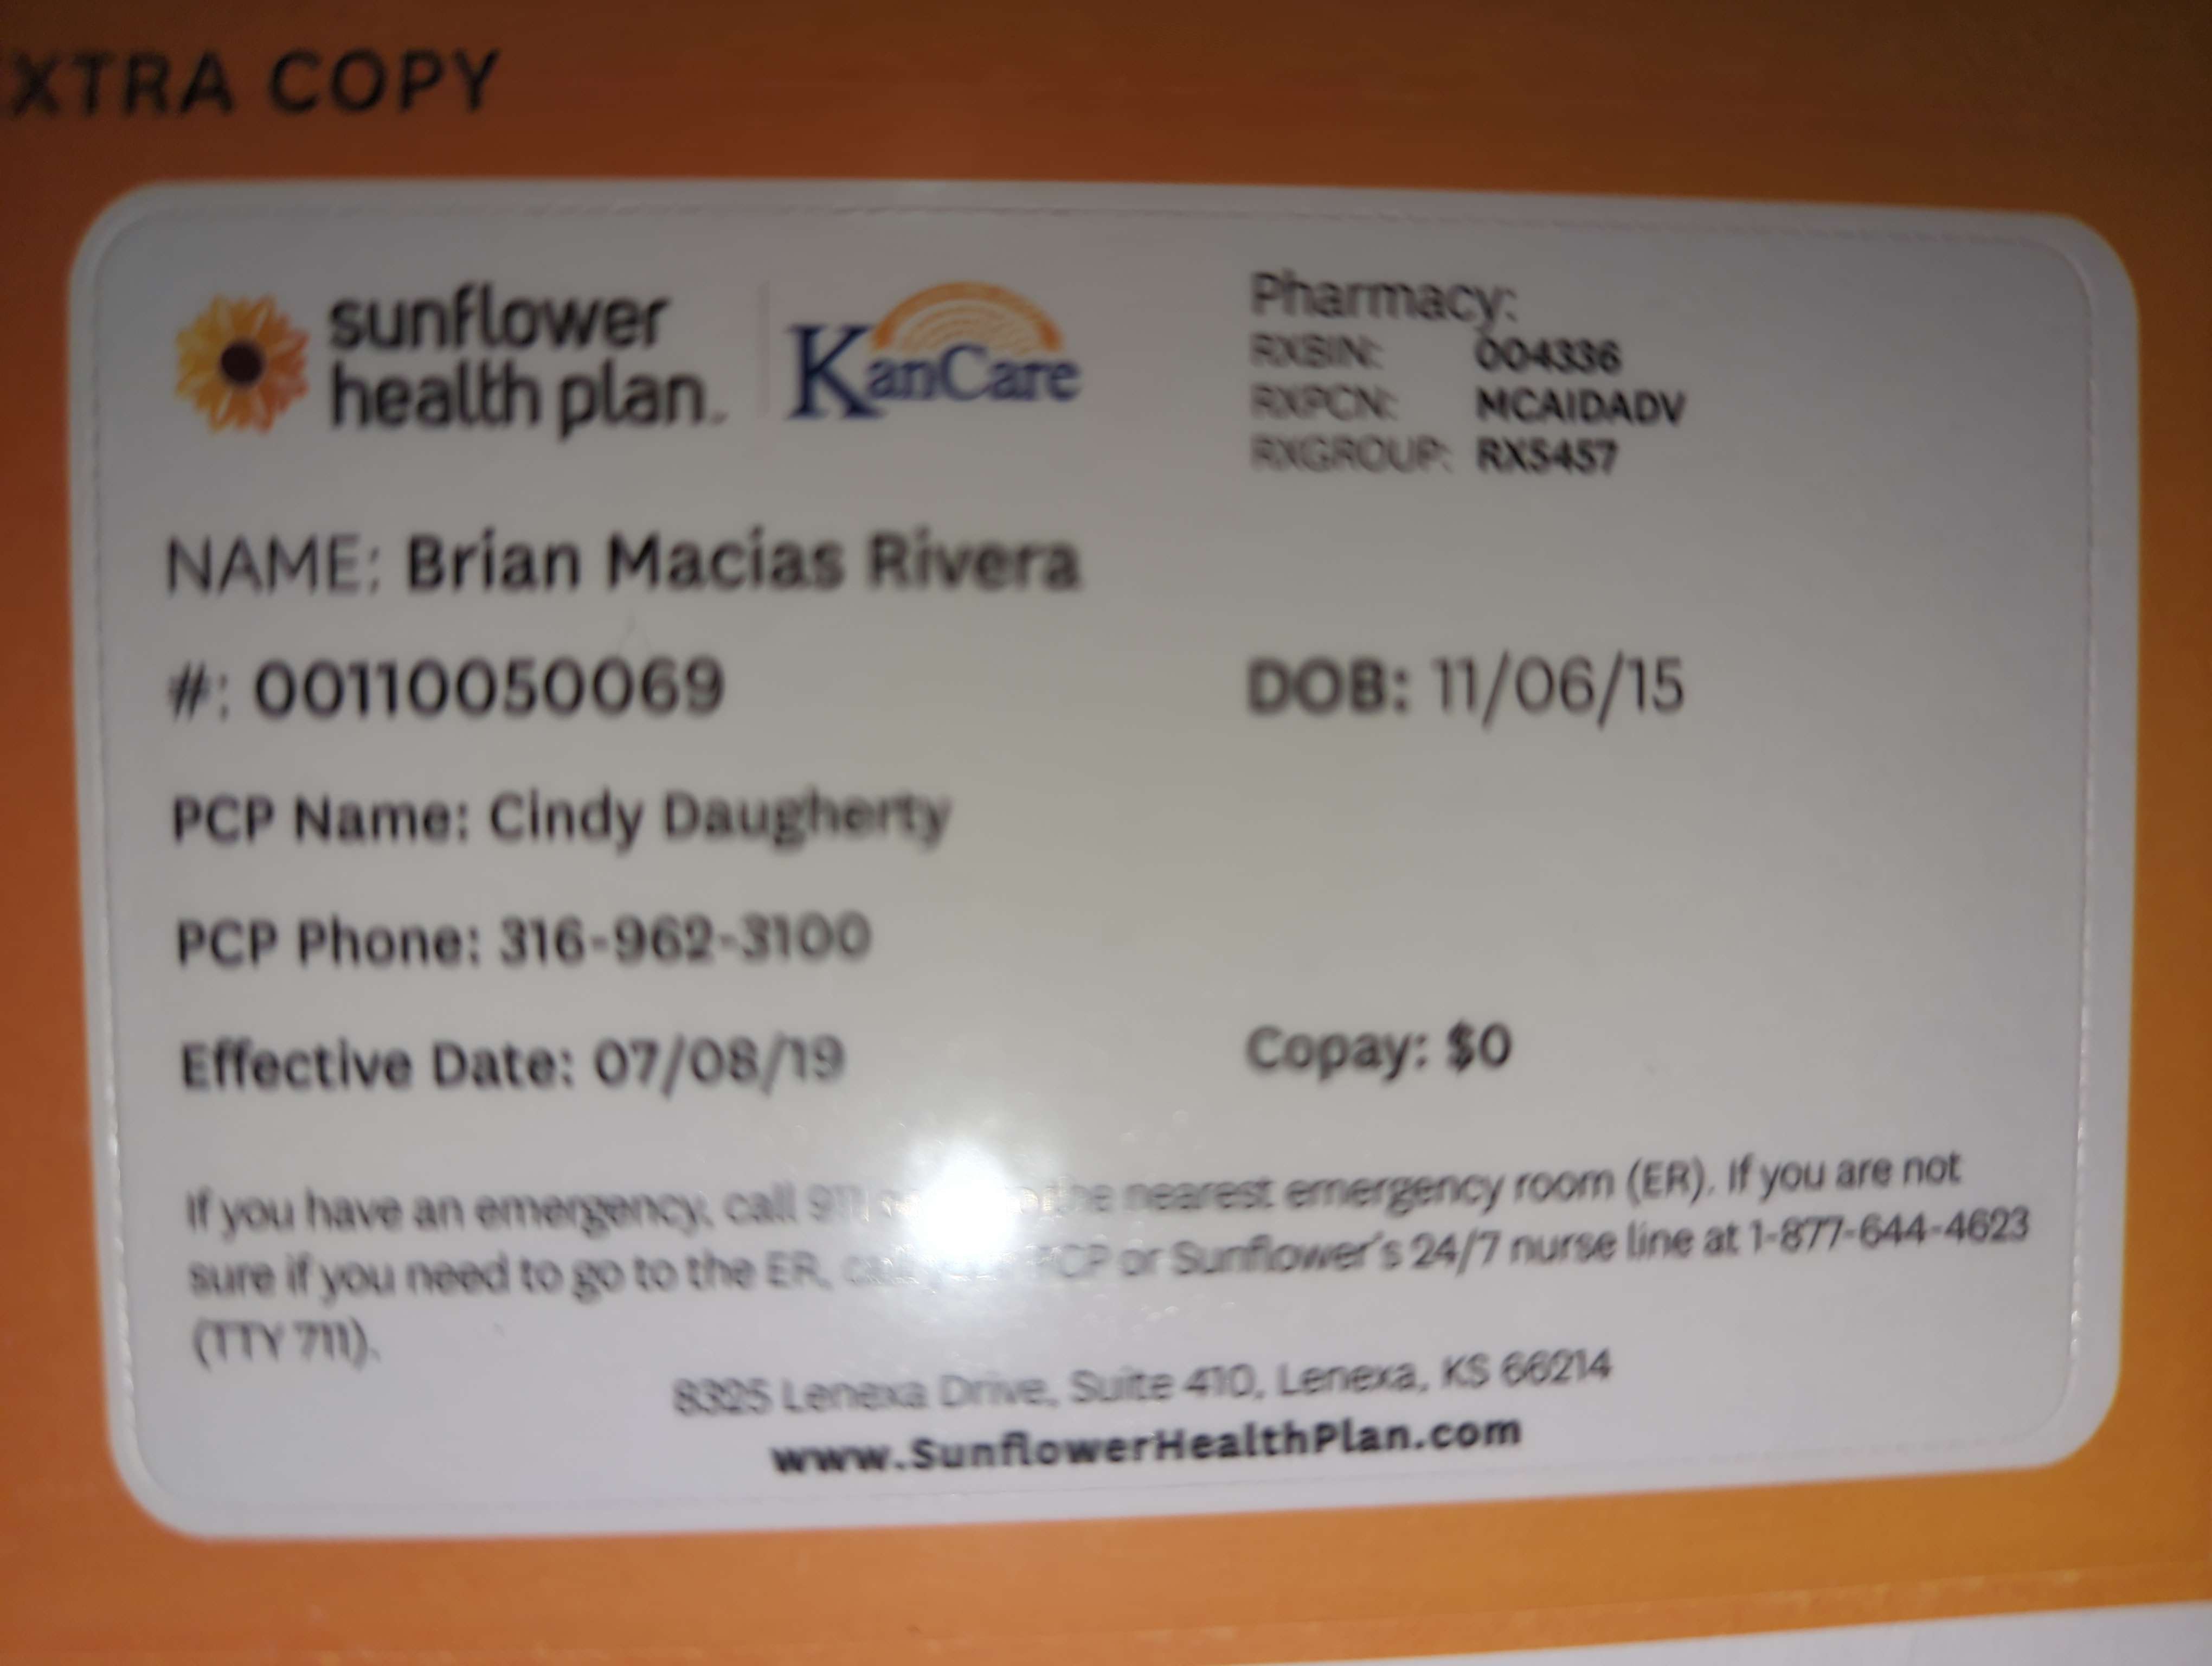 XTRA COPY
sunflower
health plan.
KanCare
Pharmacy:
RXBIN: 004336
RXPCN: MCAIDADV
RXGROUP: RX5457
NAME: Brian Macias Rivera
#: 00110050069
DOB: 11/06/15
PCP Name: Cindy Daugherty
PCP Phone: 316-962-3100
Effective Date: 07/08/19
Copay: $0
If you have an emergency, call 911 nearest emergency room (ER). If you are not
sure if you need to go to the ER, PCP or Sunflower's 24/7 nurse line at 1-877-644-4623
(TTY 711).
8325 Lenexa Drive, Suite 410, Lenexa, KS 66214
www.SunflowerHealthPlan.com